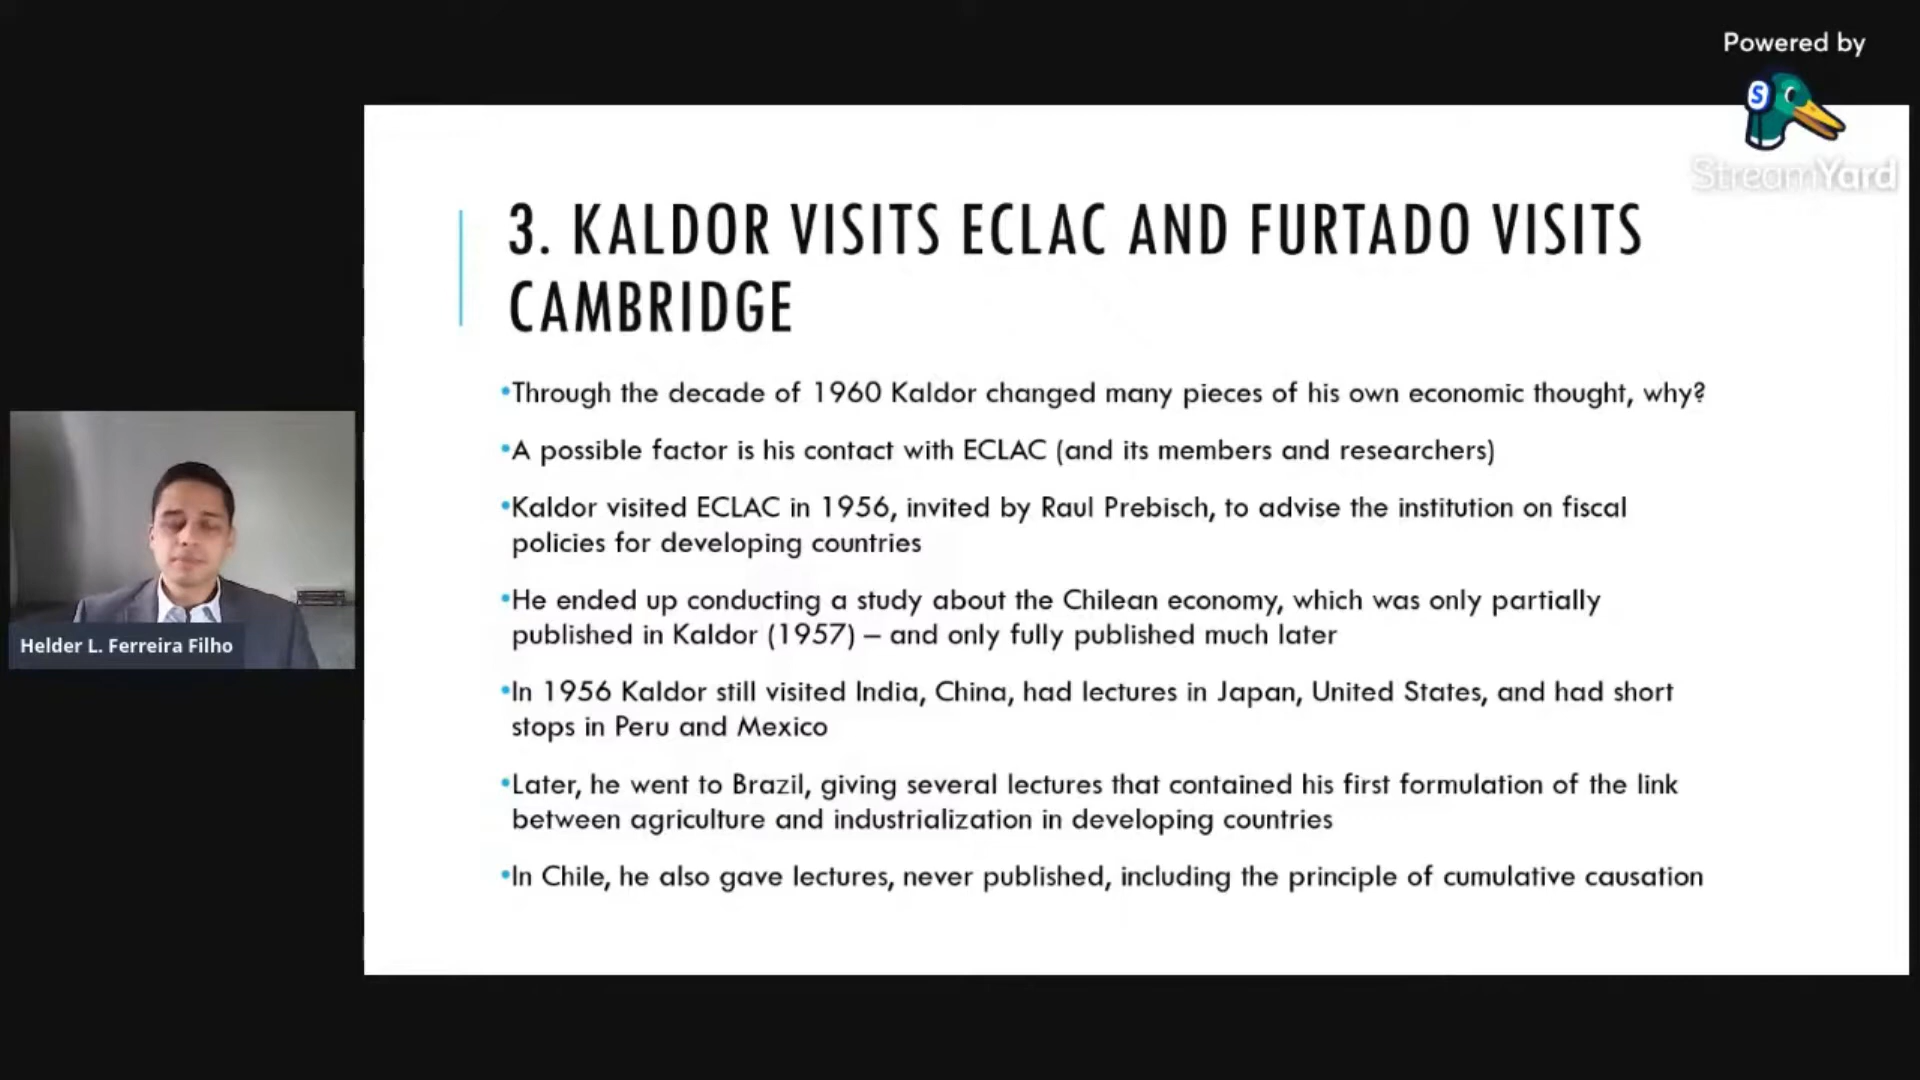 Powered by
S
StreamYard
3. KALDOR VISITS ECLAC AND FURTADO VISITS
CAMBRIDGE
•Through the decade of 1960 Kaldor changed many pieces of his own economic thought, why?
•A possible factor is his contact with ECLAC (and its members and researchers)
•Kaldor visited ECLAC in 1956, invited by Raul Prebisch, to advise the institution on fiscal
policies for developing countries
•He ended up conducting a study about the Chilean economy, which was only partially
published in Kaldor (1957) – and only fully published much later
•In 1956 Kaldor still visited India, China, had lectures in Japan, United States, and had short
stops in Peru and Mexico
•Later, he went to Brazil, giving several lectures that contained his first formulation of the link
between agriculture and industrialization in developing countries
•In Chile, he also gave lectures, never published, including the principle of cumulative causation
Helder L. Ferreira Filho